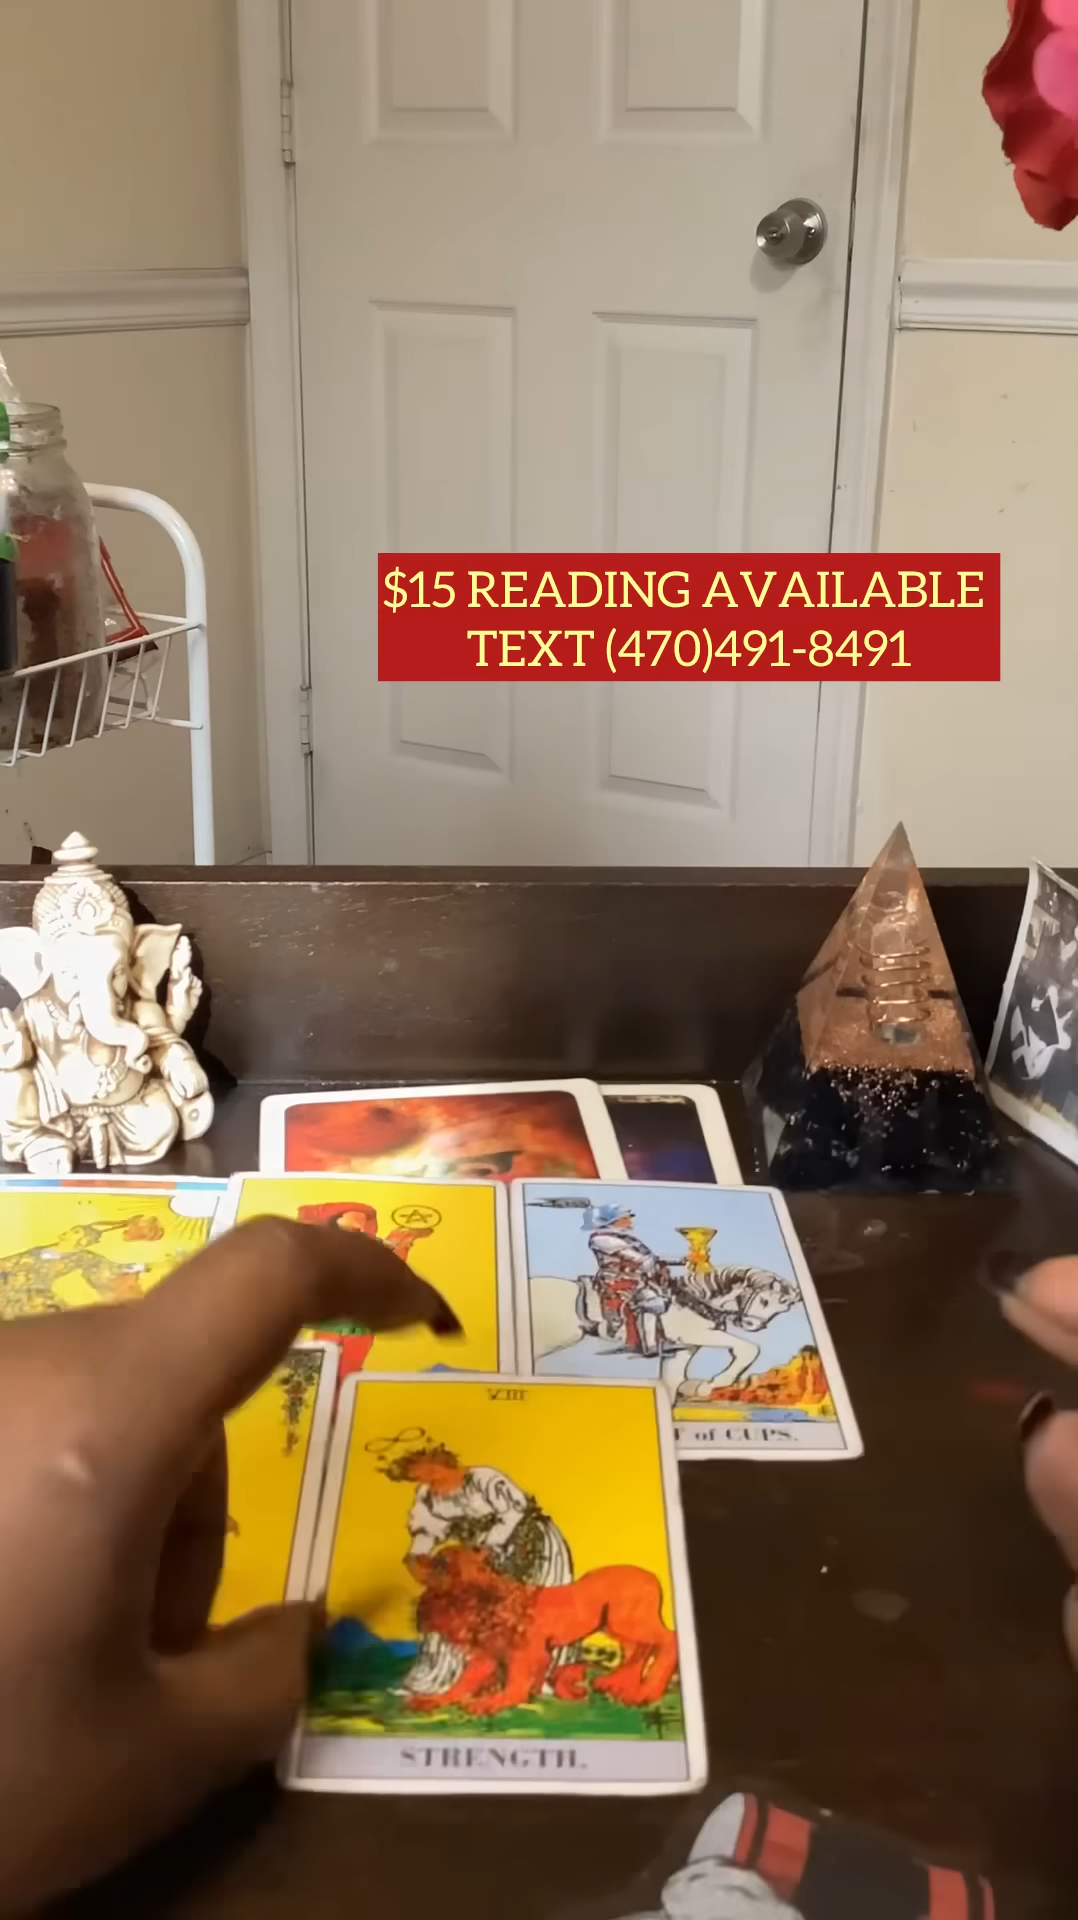 $15 READING AVAILABLE
TEXT (470)491-8491
of CUPS.
VIII
STRENGTH.